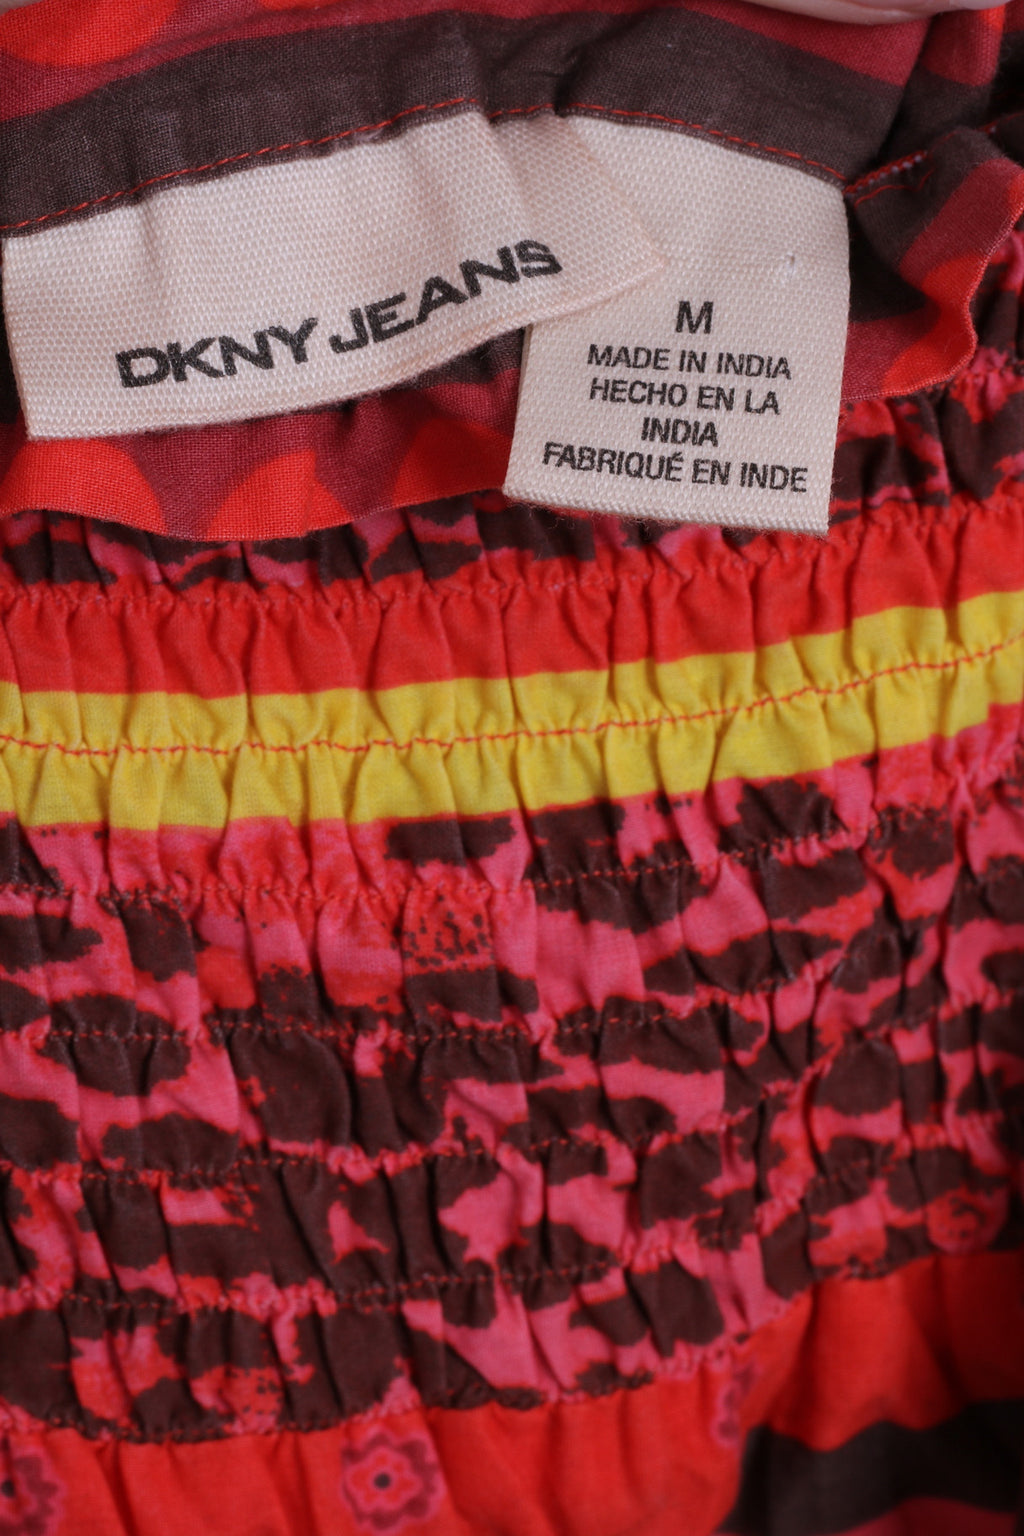 DKNY JEANS
M
MADE IN INDIA
HECHO EN LA
INDIA
FABRIQUÉ EN INDE